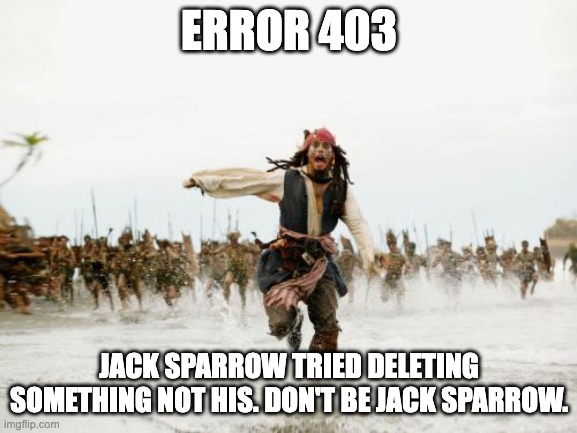 ERROR 403
JACK SPARROW TRIED DELETING
SOMETHING NOT HIS. DON'T BE JACK SPARROW.
imgflip.com